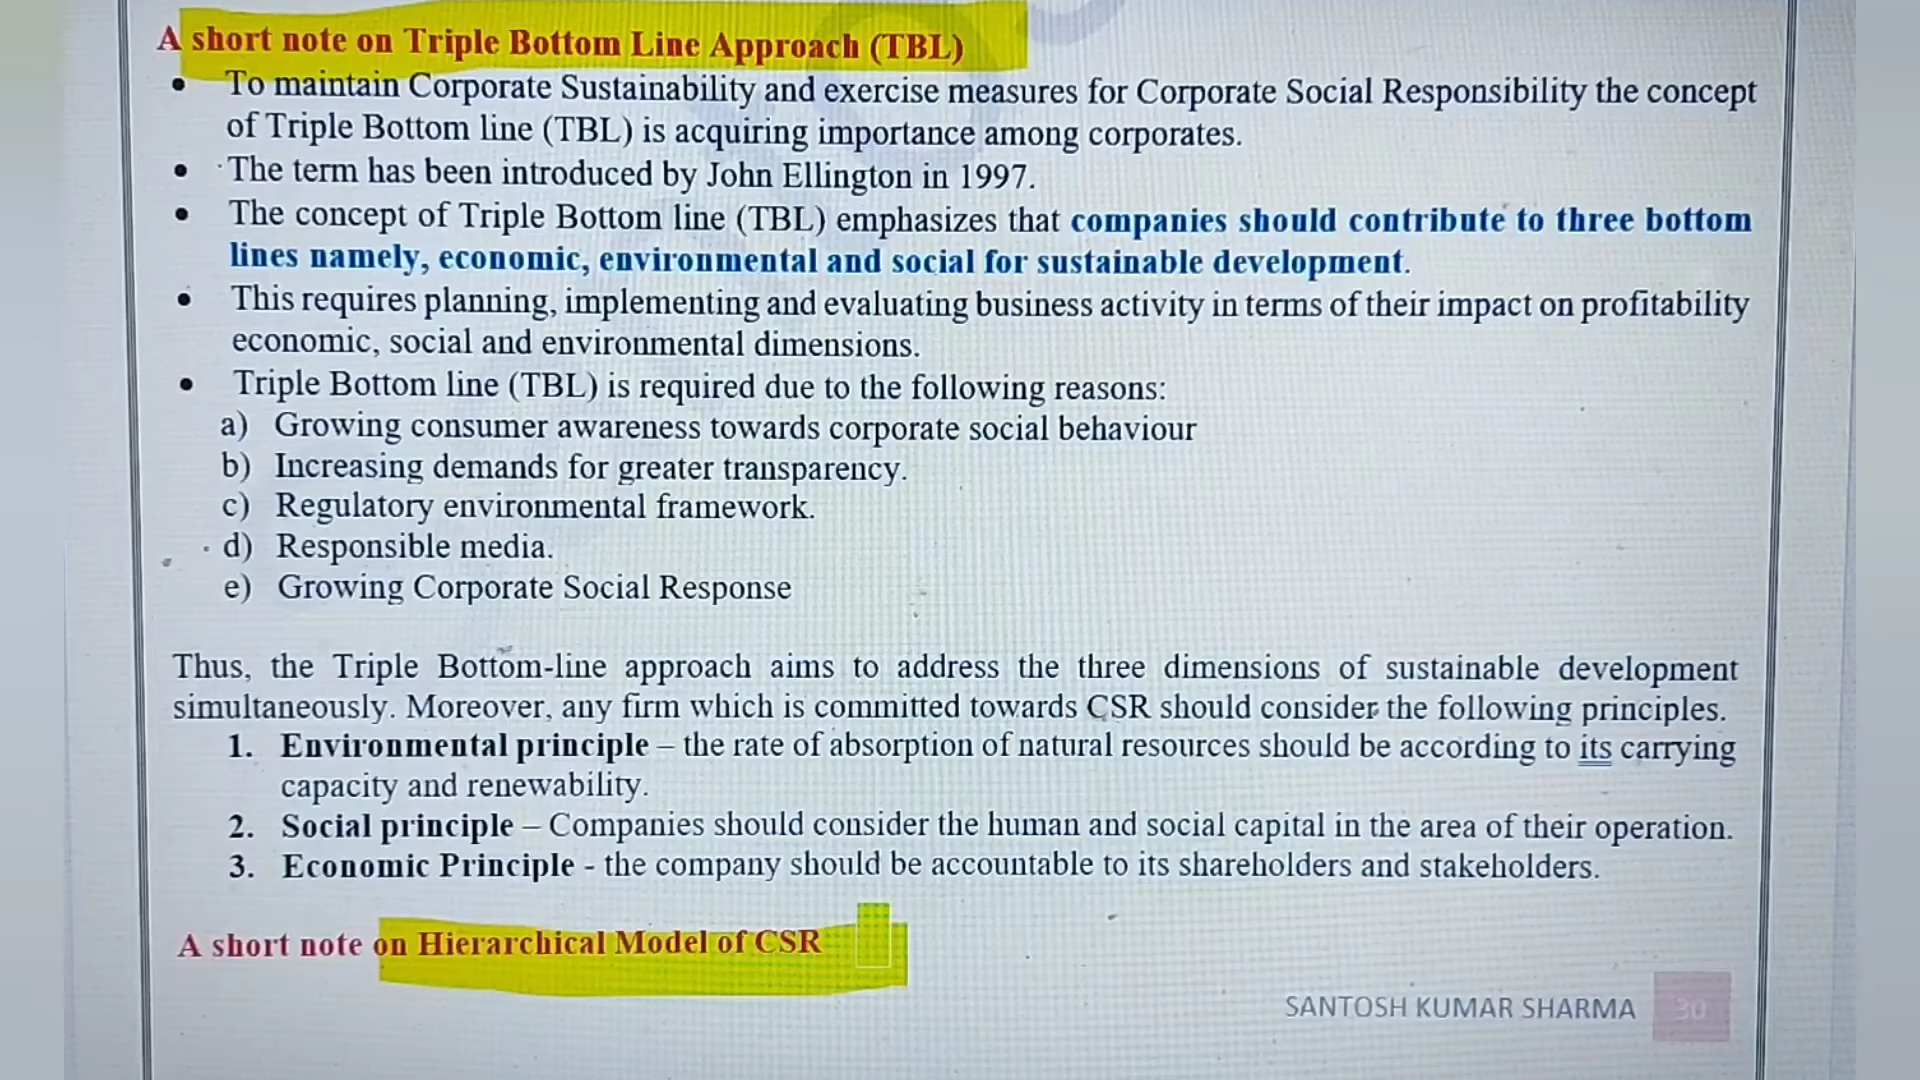 A short note on Triple Bottom Line Approach (TBL)
• To maintain Corporate Sustainability and exercise measures for Corporate Social Responsibility the concept
of Triple Bottom line (TBL) is acquiring importance among corporates.
• The term has been introduced by John Ellington in 1997.
• The concept of Triple Bottom line (TBL) emphasizes that companies should contribute to three bottom
lines namely, economic, environmental and social for sustainable development.
• This requires planning, implementing and evaluating business activity in terms of their impact on profitability
economic, social and environmental dimensions.
• Triple Bottom line (TBL) is required due to the following reasons:
a) Growing consumer awareness towards corporate social behaviour
b) Increasing demands for greater transparency.
c) Regulatory environmental framework.
d) Responsible media.
e) Growing Corporate Social Response
Thus, the Triple Bottom-line approach aims to address the three dimensions of sustainable development
simultaneously. Moreover, any firm which is committed towards CSR should consider the following principles.
1. Environmental principle – the rate of absorption of natural resources should be according to its carrying
capacity and renewability.
2. Social principle – Companies should consider the human and social capital in the area of their operation.
3. Economic Principle - the company should be accountable to its shareholders and stakeholders.
A short note on Hierarchical Model of CSR
SANTOSH KUMAR SHARMA 30